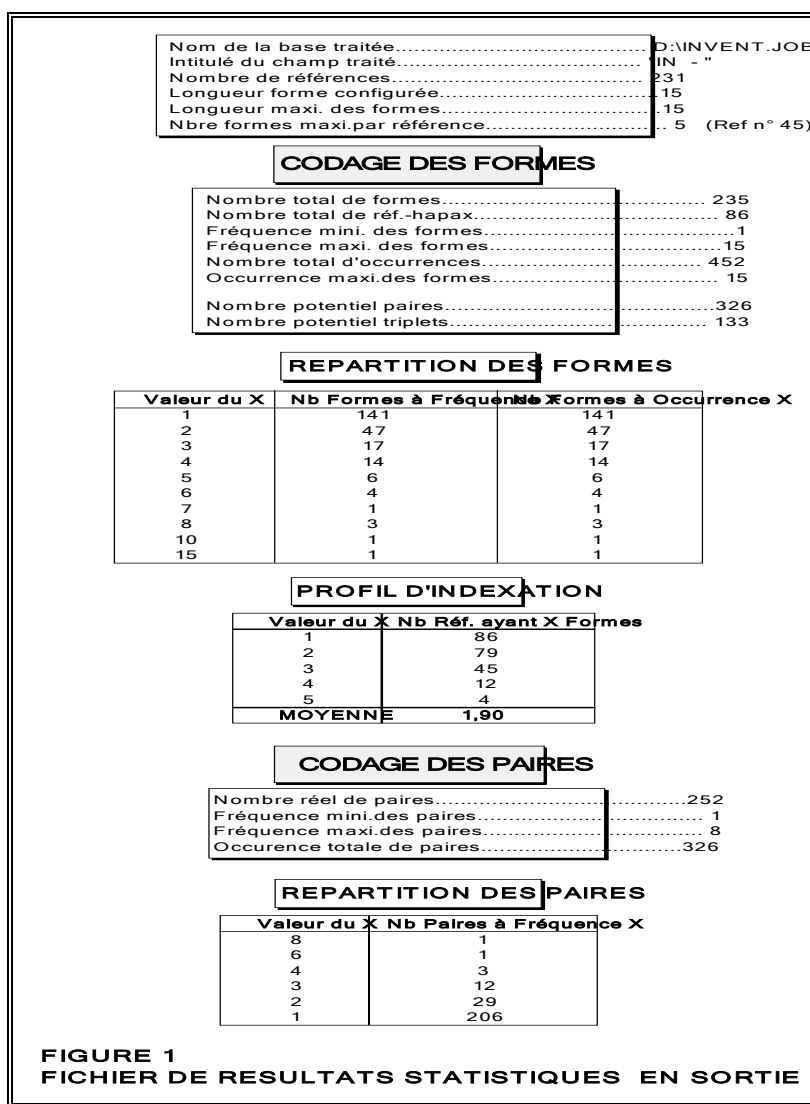 Nom de la base traitée........................................ D:\INVENT.JOB
Intitulé du champ traité....................................... "IN - "
Nombre de références........................................ 231
Longueur forme configurée...........................................15
Longueur maxi. des formes...........................................15
Nbre formes maxi.par référence............................. 5 (Ref n° 45)
CODAGE DES FORMES
Nombre total de formes.......................................... 235
Nombre total de réf.-hapax....................................... 86
Fréquence mini. des formes.........................................1
Fréquence maxi. des formes......................................15
Nombre total d'occurrences................................... 452
Occurrence maxi.des formes..................................... 15
Nombre potentiel paires...........................................326
Nombre potentiel triplets......................................... 133
REPARTITION DES FORMES
Valeur du X Nb Formes à Fréquence X Nb Formes à Occurrence X
1 141 141
2 47 47
3 17 17
4 14 14
5 6 6
6 4 4
7 1 1
8 3 3
10 1 1
15 1 1
PROFIL D'INDEXATION
Valeur du X Nb Réf. ayant X Formes
1 86
2 79
3 45
4 12
5 4
MOYENNE 1,90
CODAGE DES PAIRES
Nombre réel de paires........................................252
Fréquence mini.des paires................................... 1
Fréquence maxi.des paires................................... 8
Occurence totale de paires................................326
REPARTITION DES PAIRES
Valeur du X Nb Paires à Fréquence X
8 1
6 1
4 3
3 12
2 29
1 206
FIGURE 1
FICHIER DE RESULTATS STATISTIQUES EN SORTIE